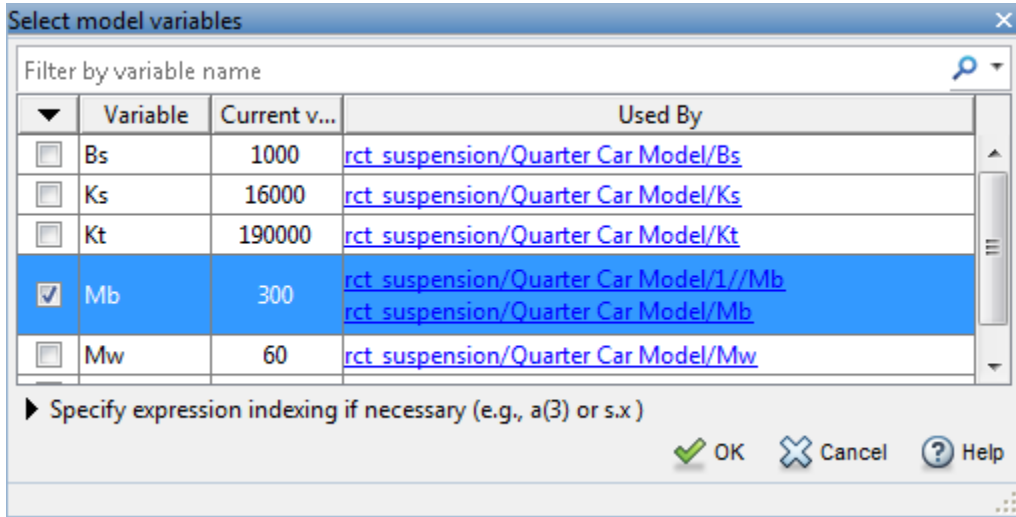 Select model variables
Filter by variable name
Variable Current v... Used By
Bs 1000 rct_suspension/Quarter Car Model/Bs
Ks 16000 rct_suspension/Quarter Car Model/Ks
Kt 190000 rct_suspension/Quarter Car Model/Kt
Mb 300 rct_suspension/Quarter Car Model/1//Mb
rct_suspension/Quarter Car Model/Mb
Mw 60 rct_suspension/Quarter Car Model/Mw
Specify expression indexing if necessary (e.g., a(3) or s.x )
OK Cancel ? Help